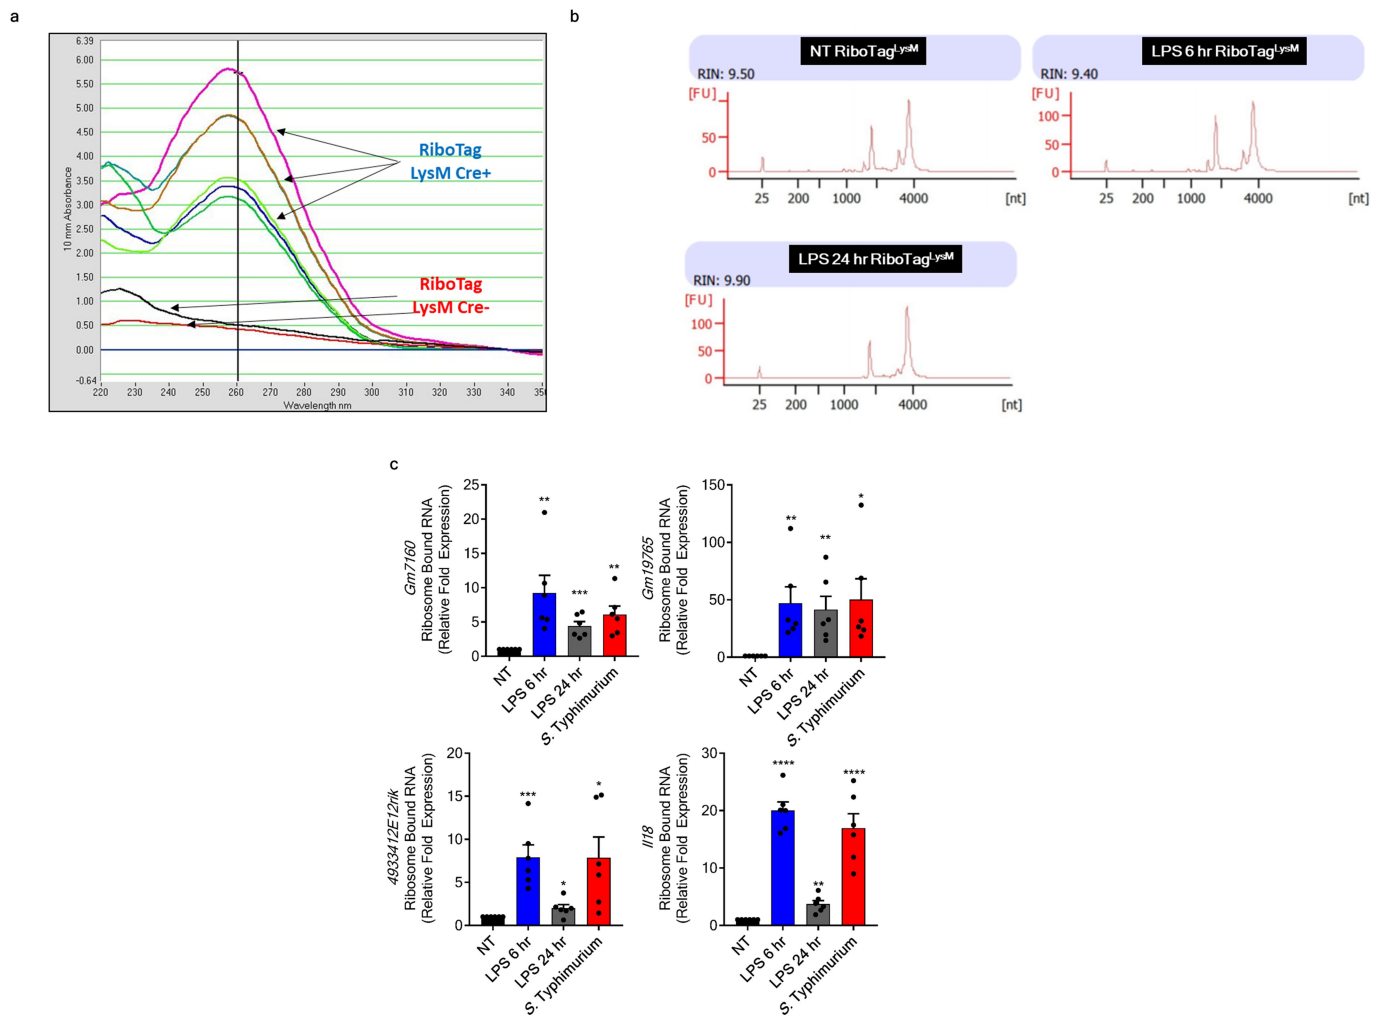 a
6.39
6.00
5.50
5.00
4.50
4.00
3.50
3.00
2.50
2.00
1.50
1.00
0.50
0.00
-0.64
10 mm Absorbance
220 230 240 250 260 270 280 290 300 310 320 330 340 350
Wavelength nm
RiboTag
LysM Cre+
RiboTag
LysM Cre-
b
NT RiboTagLysM
RIN: 9.50
[FU]
50
0
25 200 1000 4000 [nt]
LPS 6 hr RiboTagLysM
RIN: 9.40
[FU]
100
50
0
25 200 1000 4000 [nt]
LPS 24 hr RiboTagLysM
RIN: 9.90
[FU]
100
50
0
25 200 1000 4000 [nt]
c
Gm7160
Ribosome Bound RNA
(Relative Fold Expression)
25
20
15
10
5
0
** *** **
NT LPS 6 hr LPS 24 hr S. Typhimurium
Gm19765
Ribosome Bound RNA
(Relative Fold Expression)
150
100
50
0
** ** *
NT LPS 6 hr LPS 24 hr S. Typhimurium
4933412E12rik
Ribosome Bound RNA
(Relative Fold Expression)
20
15
10
5
0
*** * *
NT LPS 6 hr LPS 24 hr S. Typhimurium
Il18
Ribosome Bound RNA
(Relative Fold Expression)
30
20
10
0
**** ** ****
NT LPS 6 hr LPS 24 hr S. Typhimurium